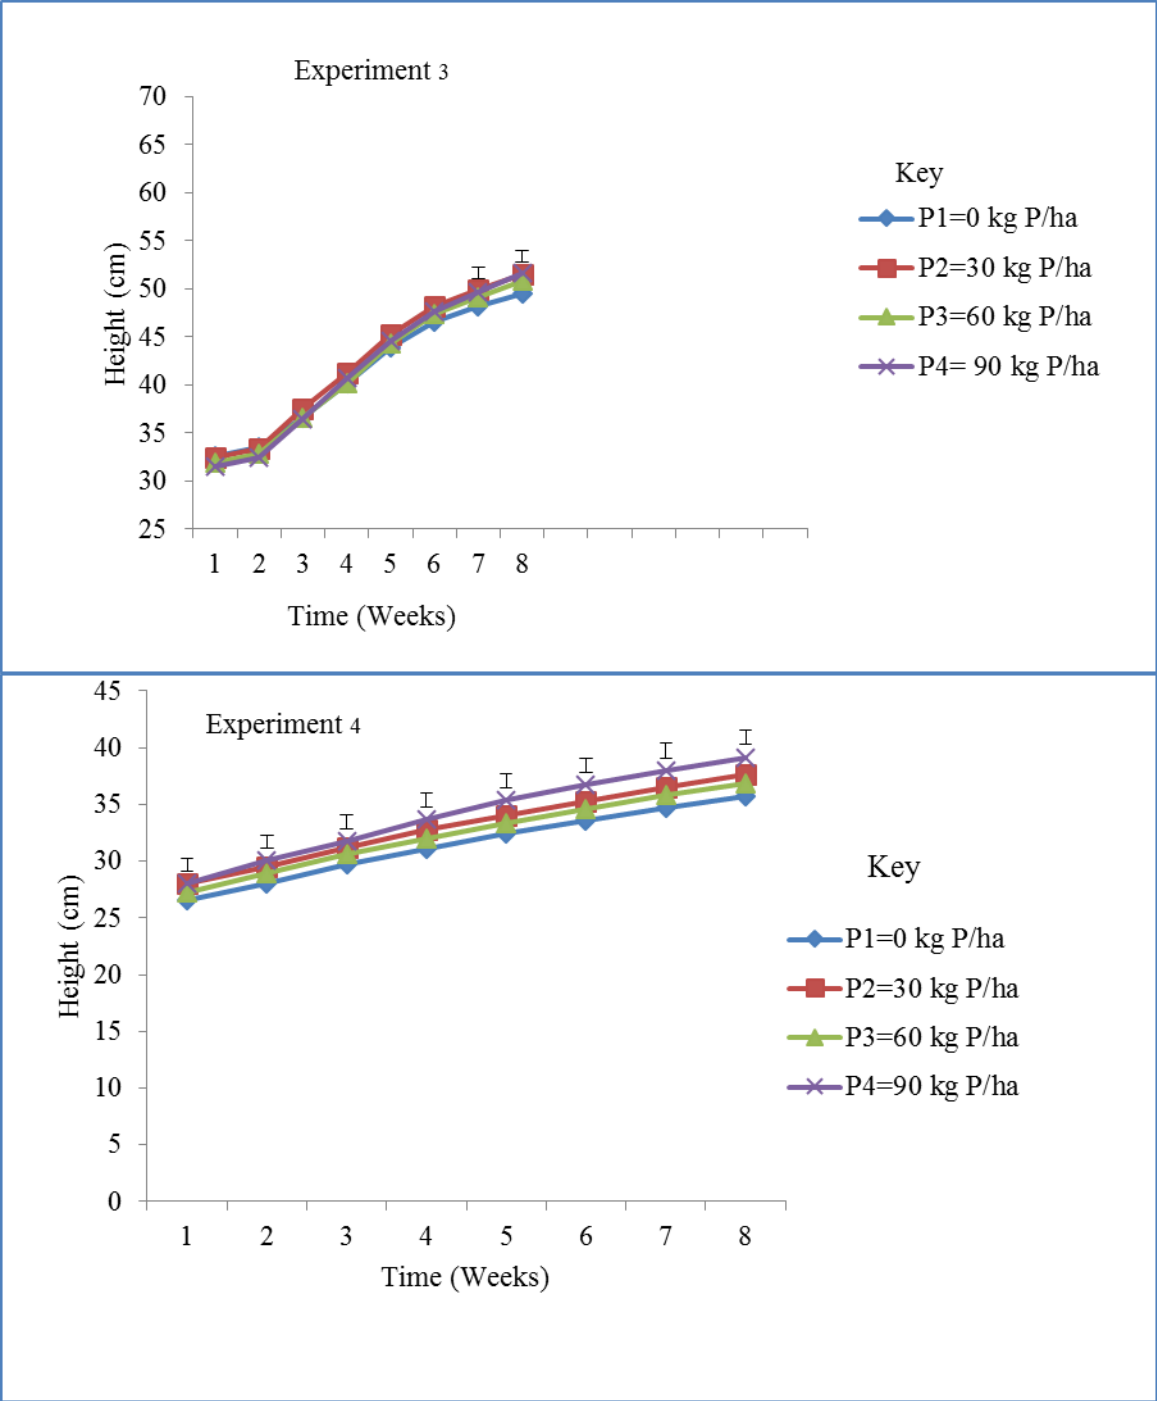 Experiment 3
70
65
60
55
50
45
40
35
30
25
Height (cm)
1 2 3 4 5 6 7 8
Time (Weeks)
Key
P1=0 kg P/ha
P2=30 kg P/ha
P3=60 kg P/ha
P4= 90 kg P/ha
Experiment 4
45
40
35
30
25
20
15
10
5
0
Height (cm)
1 2 3 4 5 6 7 8
Time (Weeks)
Key
P1=0 kg P/ha
P2=30 kg P/ha
P3=60 kg P/ha
P4=90 kg P/ha